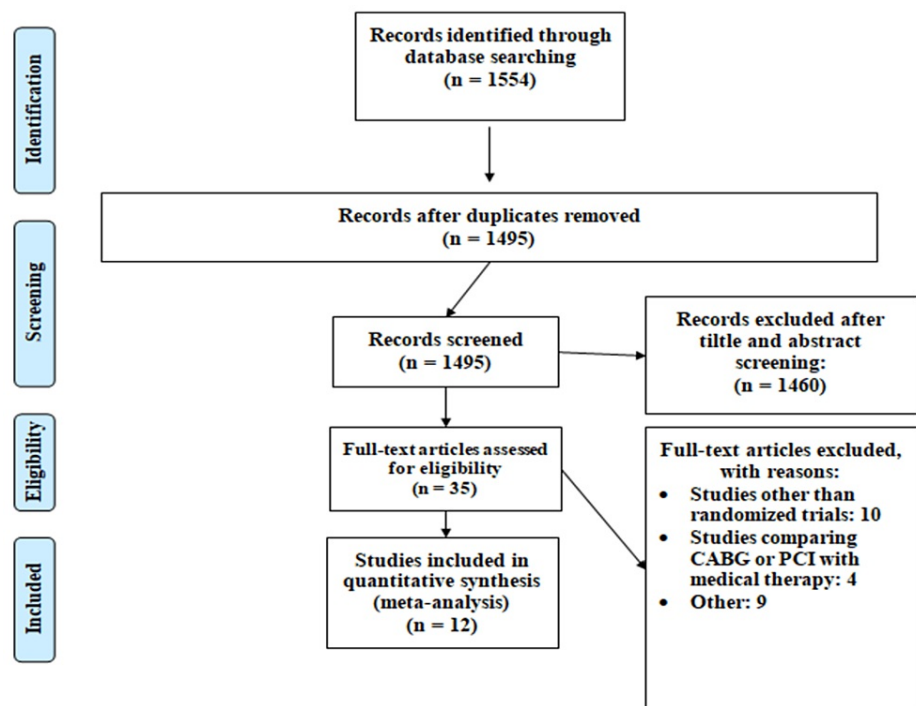 Identification
Records identified through
database searching
(n = 1554)
Records after duplicates removed
(n = 1495)
Screening
Records screened
(n = 1495)
Records excluded after
tiltle and abstract
screening:
(n = 1460)
Eligibility
Full-text articles assessed
for eligibility
(n = 35)
Full-text articles excluded,
with reasons:
• Studies other than
randomized trials: 10
• Studies comparing
CABG or PCI with
medical therapy: 4
• Other: 9
Included
Studies included in
quantitative synthesis
(meta-analysis)
(n = 12)